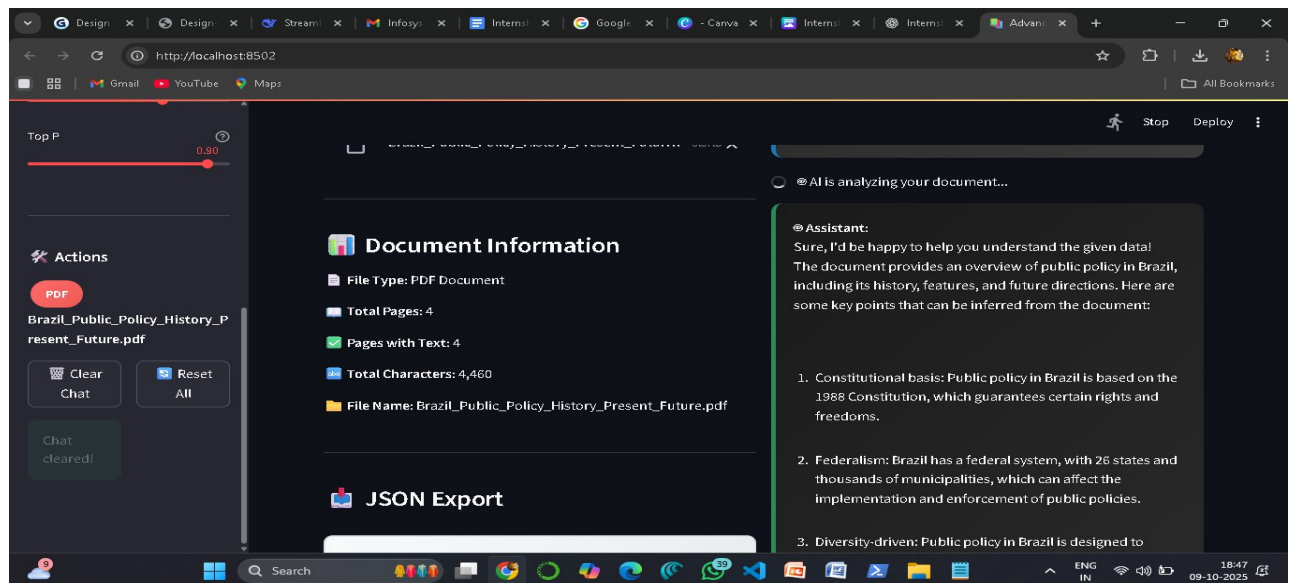 Design
Design-
Streaml
Infosys
Internsl
Google
- Canva
Internsl
Internsl
Advanc
http://localhost:8502
Gmail
YouTube
Maps
All Bookmarks
Stop
Deploy
Top P
0.90
Actions
PDF
Brazil_Public_Policy_History_P
resent_Future.pdf
Clear
Chat
Reset
All
Chat
cleared!
Document Information
File Type: PDF Document
Total Pages: 4
Pages with Text: 4
Total Characters: 4,460
File Name: Brazil_Public_Policy_History_Present_Future.pdf
JSON Export
AI is analyzing your document...
Assistant:
Sure, I'd be happy to help you understand the given data!
The document provides an overview of public policy in Brazil,
including its history, features, and future directions. Here are
some key points that can be inferred from the document:
1. Constitutional basis: Public policy in Brazil is based on the
1988 Constitution, which guarantees certain rights and
freedoms.
2. Federalism: Brazil has a federal system, with 26 states and
thousands of municipalities, which can affect the
implementation and enforcement of public policies.
3. Diversity-driven: Public policy in Brazil is designed to
9
Search
39
ENG
IN
18:47
09-10-2025